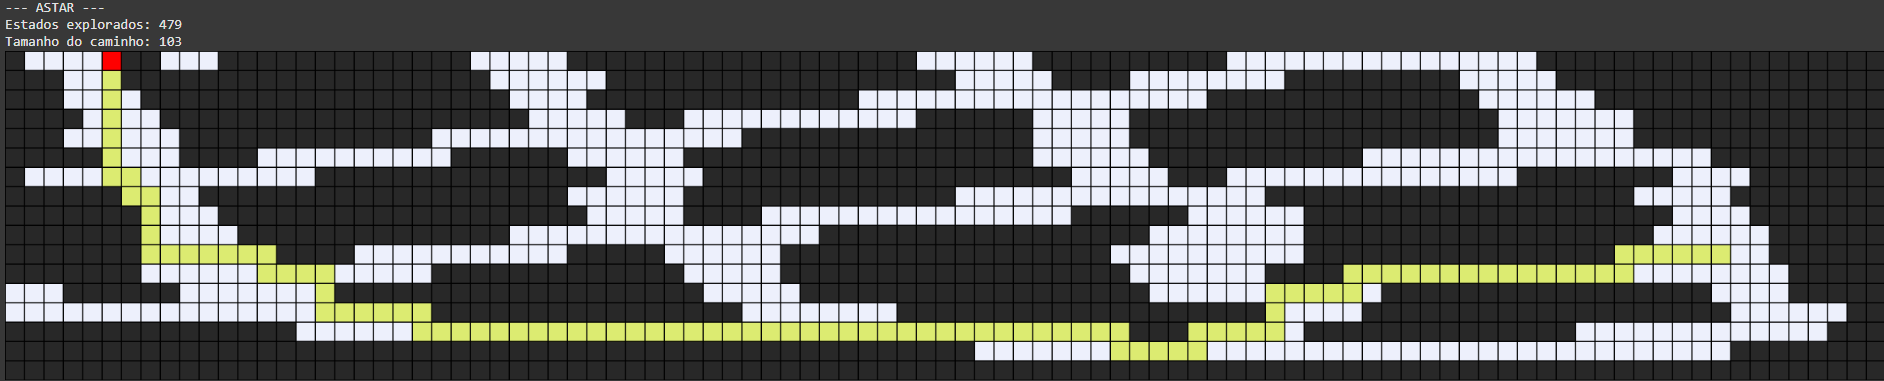 --- ASTAR ---
Estados explorados: 479
Tamanho do caminho: 103